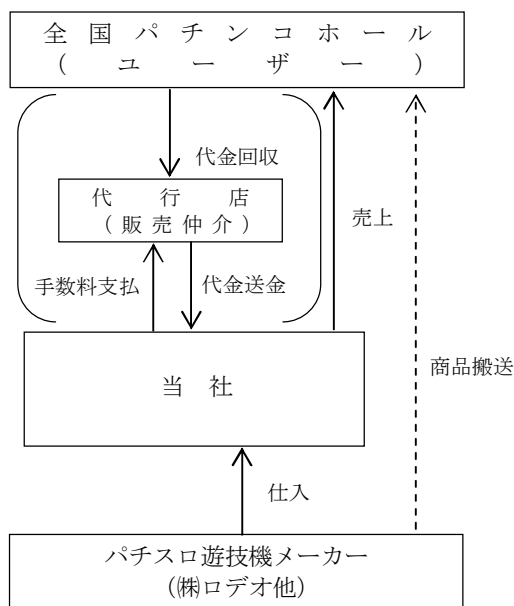 全国パチンコホール
（ユーザー）
代金回収
代行店
（販売仲介）
売上
手数料支払
代金送金
商品搬送
当社
仕入
パチスロ遊技機メーカー
（㈱ロデオ他）